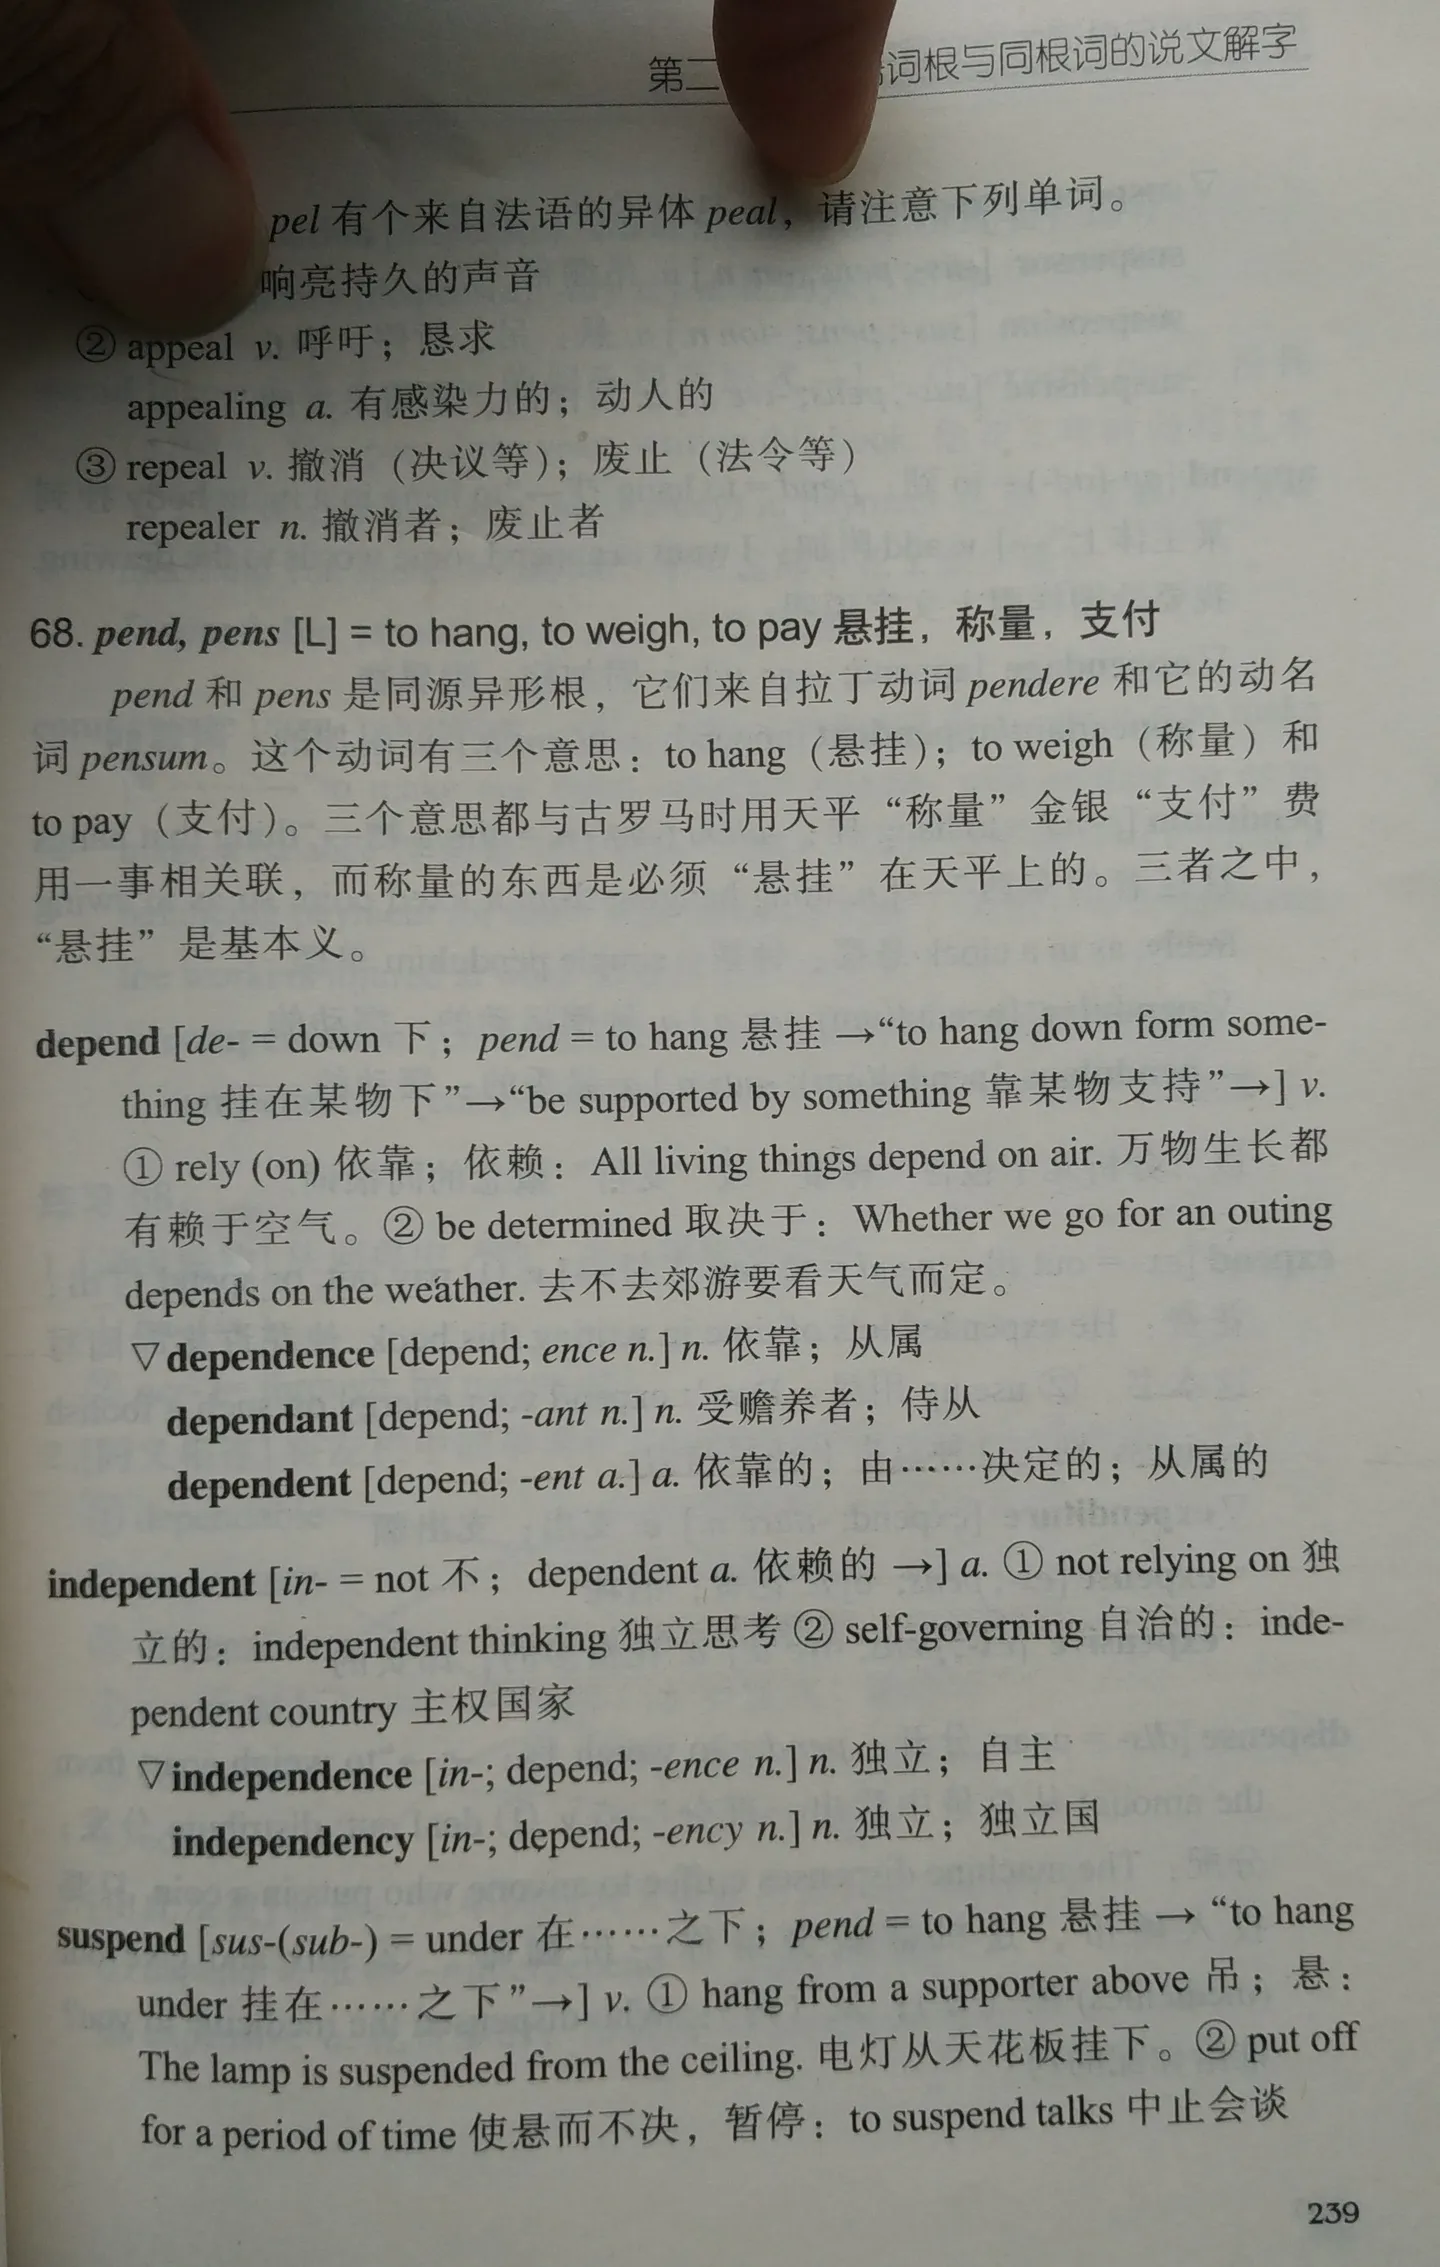 第二 词根与同根词的说文解字
pel 有个来自法语的异体 peal，请注意下列单词。
响亮持久的声音
② appeal v. 呼吁；恳求
appealing a. 有感染力的；动人的
③ repeal v. 撤消（决议等）；废止（法令等）
repealer n. 撤消者；废止者
68. pend, pens [L] = to hang, to weigh, to pay 悬挂，称量，支付
pend 和 pens 是同源异形根，它们来自拉丁动词 pendere 和它的动名
词 pensum。这个动词有三个意思：to hang（悬挂）；to weigh（称量）和
to pay（支付）。三个意思都与古罗马时用天平“称量”金银“支付”费
用一事相关联，而称量的东西是必须“悬挂”在天平上的。三者之中，
“悬挂”是基本义。
depend [de- = down 下；pend = to hang 悬挂 →“to hang down form some-
thing 挂在某物下”→“be supported by something 靠某物支持”→] v.
① rely (on) 依靠；依赖：All living things depend on air. 万物生长都
有赖于空气。② be determined 取决于：Whether we go for an outing
depends on the weather. 去不去郊游要看天气而定。
▽dependence [depend; ence n.] n. 依靠；从属
dependant [depend; -ant n.] n. 受赡养者；侍从
dependent [depend; -ent a.] a. 依靠的；由……决定的；从属的
independent [in- = not 不；dependent a. 依赖的 →] a. ① not relying on 独
立的：independent thinking 独立思考 ② self-governing 自治的：inde-
pendent country 主权国家
▽independence [in-; depend; -ence n.] n. 独立；自主
independency [in-; depend; -ency n.] n. 独立；独立国
suspend [sus-(sub-) = under 在……之下；pend = to hang 悬挂 → “to hang
under 挂在……之下”→] v. ① hang from a supporter above 吊；悬：
The lamp is suspended from the ceiling. 电灯从天花板挂下。② put off
for a period of time 使悬而不决，暂停：to suspend talks 中止会谈
239